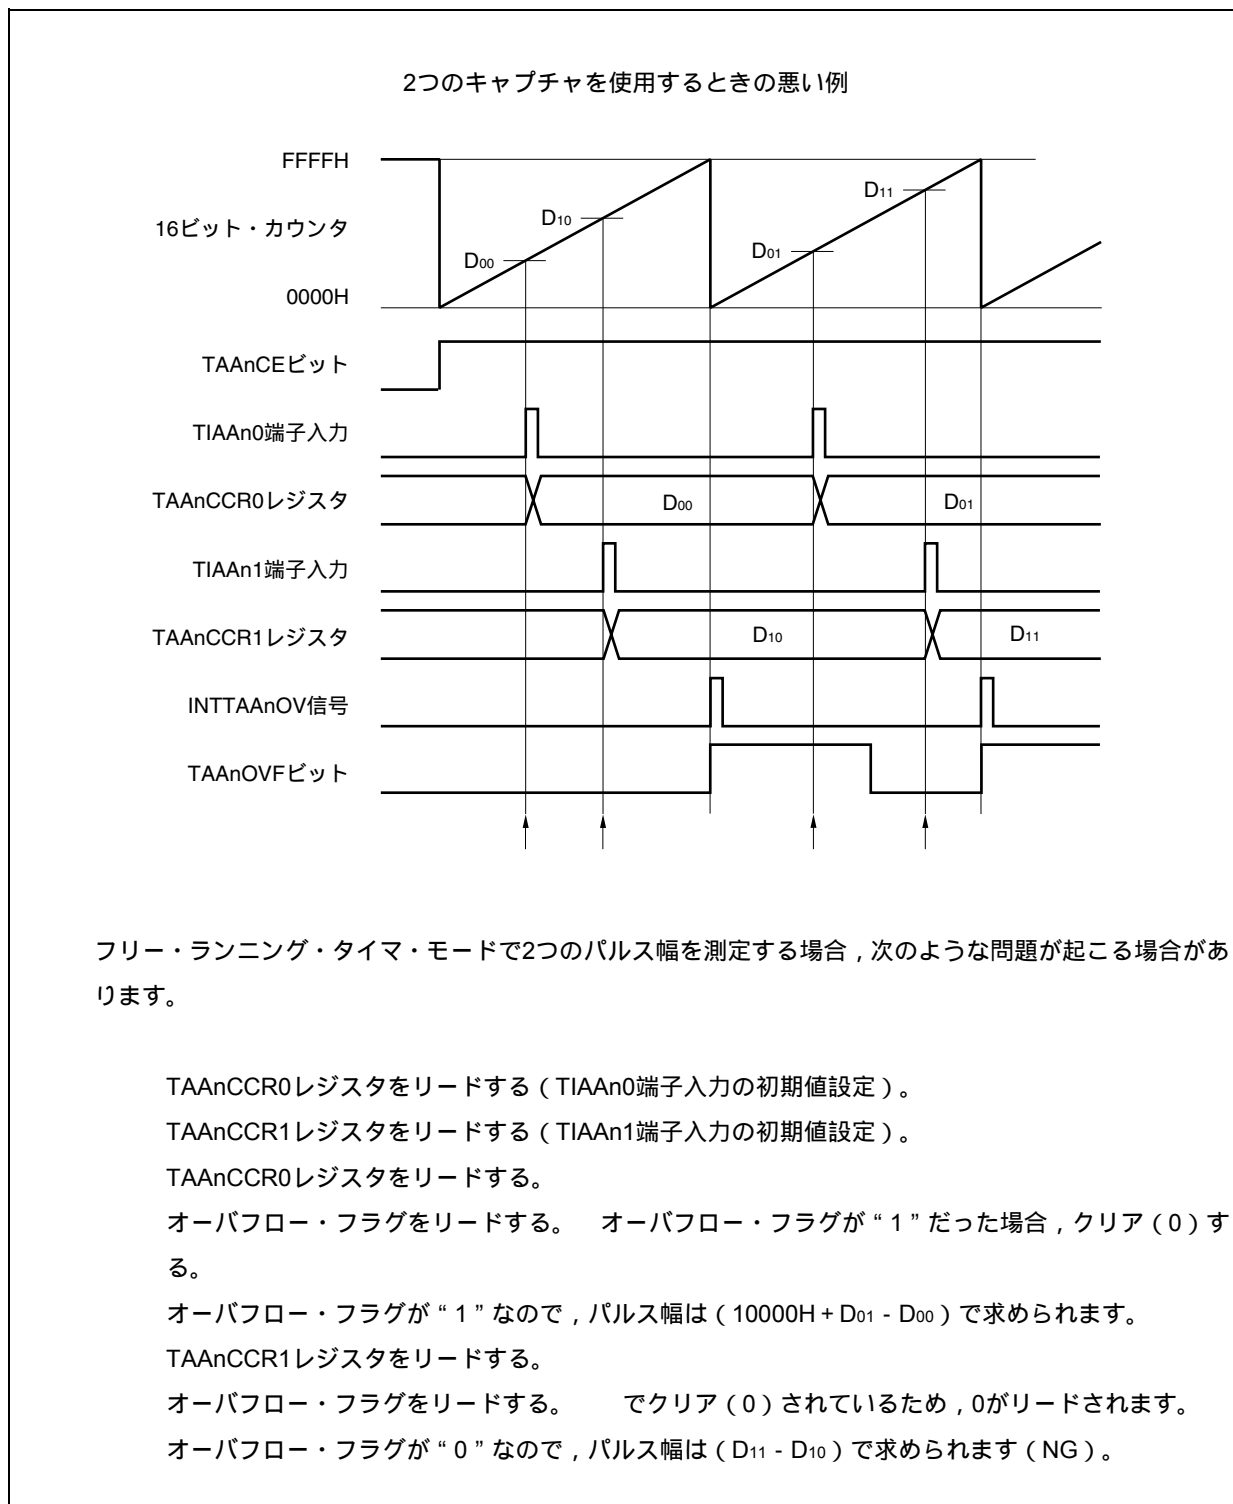 2つのキャプチャを使用するときの悪い例
FFFFH
16ビット・カウンタ
0000H
D00
D10
D01
D11
TAAnCEビット
TIAAn0端子入力
TAAnCCR0レジスタ
D00
D01
TIAAn1端子入力
TAAnCCR1レジスタ
D10
D11
INTTAAnOV信号
TAAnOVFビット
フリー・ランニング・タイマ・モードで2つのパルス幅を測定する場合，次のような問題が起こる場合があ
ります。
TAAnCCR0レジスタをリードする（TIAAn0端子入力の初期値設定）。
TAAnCCR1レジスタをリードする（TIAAn1端子入力の初期値設定）。
TAAnCCR0レジスタをリードする。
オーバフロー・フラグをリードする。　オーバフロー・フラグが“1”だった場合，クリア（0）す
る。
オーバフロー・フラグが“1”なので，パルス幅は（10000H + D01 - D00）で求められます。
TAAnCCR1レジスタをリードする。
オーバフロー・フラグをリードする。　　でクリア（0）されているため，0がリードされます。
オーバフロー・フラグが“0”なので，パルス幅は（D11 - D10）で求められます（NG）。